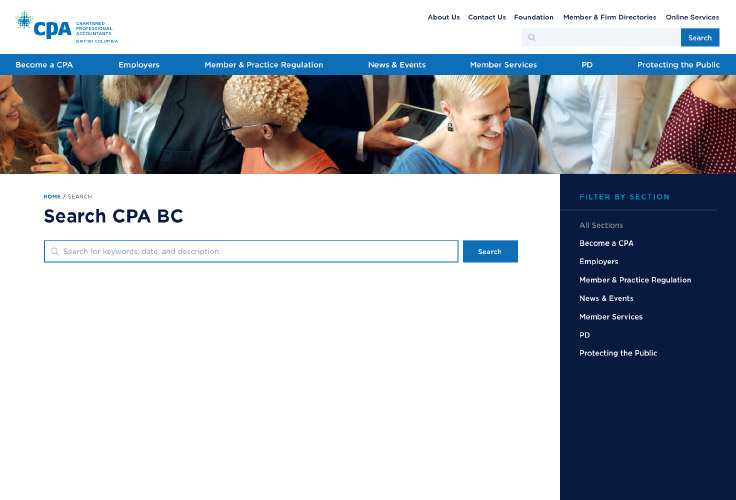 CPA
CHARTERED
PROFESSIONAL
ACCOUNTANTS
BRITISH COLUMBIA
About Us Contact Us Foundation Member & Firm Directories Online Services
Search
Become a CPA Employers Member & Practice Regulation News & Events Member Services PD Protecting the Public
HOME / SEARCH
Search CPA BC
Search for keywords, date, and description
Search
FILTER BY SECTION
All Sections
Become a CPA
Employers
Member & Practice Regulation
News & Events
Member Services
PD
Protecting the Public